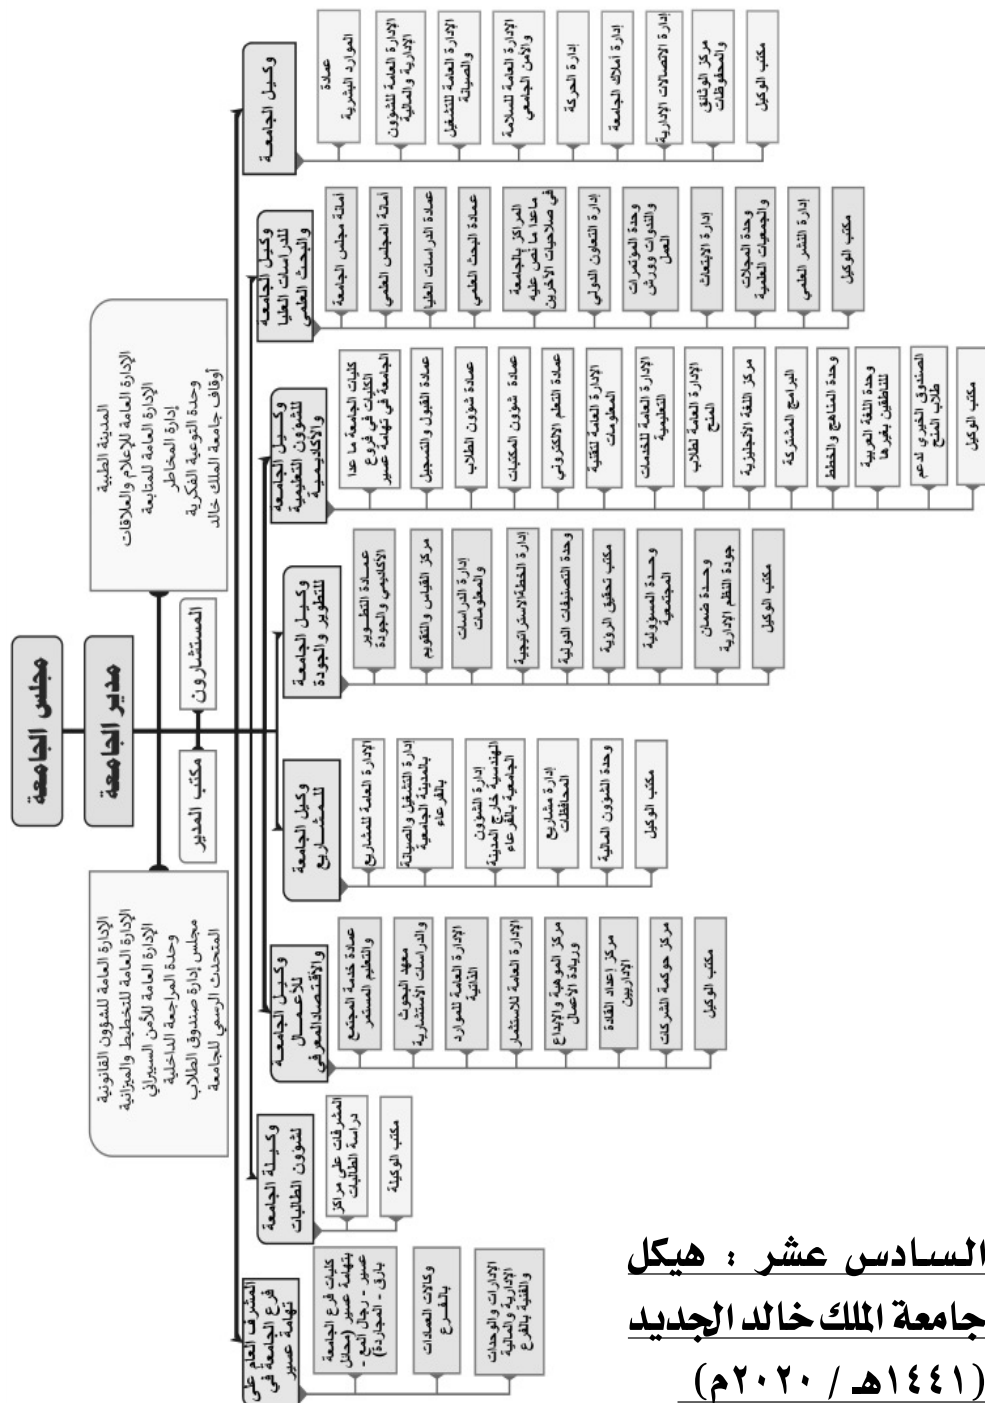 السادس عشر : هيكل
جامعة الملك خالد الجديد
(١٤٤١هـ / ٢٠٢٠م)
مجلس الجامعة
مدير الجامعة
المستشارون
مكتب المدير
المدينة الطبية
الإدارة العامة للإعلام والعلاقات
الإدارة العامة للمتابعة
إدارة المخاطر
وحدة التوعية الفكرية
أوقاف جامعة الملك خالد
الإدارة العامة للشؤون القانونية
الإدارة العامة للتخطيط والميزانية
الإدارة العامة للأمن السيبراني
مجلس إدارة صندوق الطلاب
وحدة المراجعة الداخلية
المتحدث الرسمي للجامعة
وكيل الجامعة
عمادة
الموارد البشرية
الإدارة العامة للشؤون
الإدارية والمالية
الإدارة العامة للتشغيل
والصيانة
الإدارة العامة للسلامة
والأمن الجامعي
إدارة الحركة
إدارة أملاك الجامعة
إدارة الاتصالات الإدارية
مركز الوثائق
والمحفوظات
مكتب الوكيل
وكيل الجامعة
للدراسات العليا
والبحث العلمي
أمانة مجلس الجامعة
أمانة المجلس العلمي
عمادة الدراسات العليا
عمادة البحث العلمي
المراكز بالجامعة
ماعدا ما نص عليه
في صلاحيات الآخرين
إدارة التعاون الدولي
وحدة المؤتمرات
والندوات وورش
العمل
إدارة الابتعاث
وحدة المجلات
والجمعيات العلمية
إدارة النشر العلمي
مكتب الوكيل
وكيل الجامعة
للشؤون التعليمية
والأكاديمية
كليات الجامعة ما عدا
الكليات في فروع
الجامعة في تهامة عسير
عمادة القبول والتسجيل
عمادة شؤون الطلاب
عمادة شؤون المكتبات
عمادة التعلم الالكتروني
الإدارة العامة لتقنية
المعلومات
الإدارة العامة للخدمات
التعليمية
الإدارة العامة لطلاب
المنح
مركز اللغة الانجليزية
البرامج المشتركة
وحدة المناهج والخطط
وحدة اللغة العربية
للناطقين بغيرها
الصندوق الخيري لدعم
طلاب المنح
مكتب الوكيل
وكيل الجامعة
للتطوير والجودة
عمادة التطوير
الأكاديمي والجودة
مركز القياس والتقويم
إدارة الدراسات
والمعلومات
إدارة الخطة الاستراتيجية
وحدة التصنيفات الدولية
مكتب تحقيق الرؤية
وحدة المسؤولية
المجتمعية
وحدة ضمان
جودة النظم الإدارية
مكتب الوكيل
وكيل الجامعة
للمشاريع
الإدارة العامة للمشاريع
إدارة التشغيل والصيانة
بالمدينة الجامعية
بالفرعاء
إدارة الشؤون
الهندسية خارج المدينة
الجامعية بالفرعاء
إدارة مشاريع
المحافظات
وحدة الشؤون المالية
مكتب الوكيل
وكيل الجامعة
للأعمال
والاقتصاد المعرفي
عمادة خدمة المجتمع
والتعليم المستمر
معهد البحوث
والدراسات الاستشارية
الإدارة العامة للموارد
الذاتية
الإدارة العامة للاستثمار
مركز الموهبة والإبداع
وريادة الأعمال
مركز إعداد القادة
الإداريين
مركز حوكمة الشركات
مكتب الوكيل
وكيلة الجامعة
لشؤون الطالبات
المشرفات على مراكز
دراسة الطالبات
مكتب الوكيلة
المشرف العام على
فرع الجامعة في
تهامة عسير
كليات فرع الجامعة
بتهامة عسير (محائل
عسير - رجال المع -
بارق - المجاردة)
وكالات العمادات
بالفرع
الإدارات والوحدات
الإدارية والمالية
والفنية بالفرع